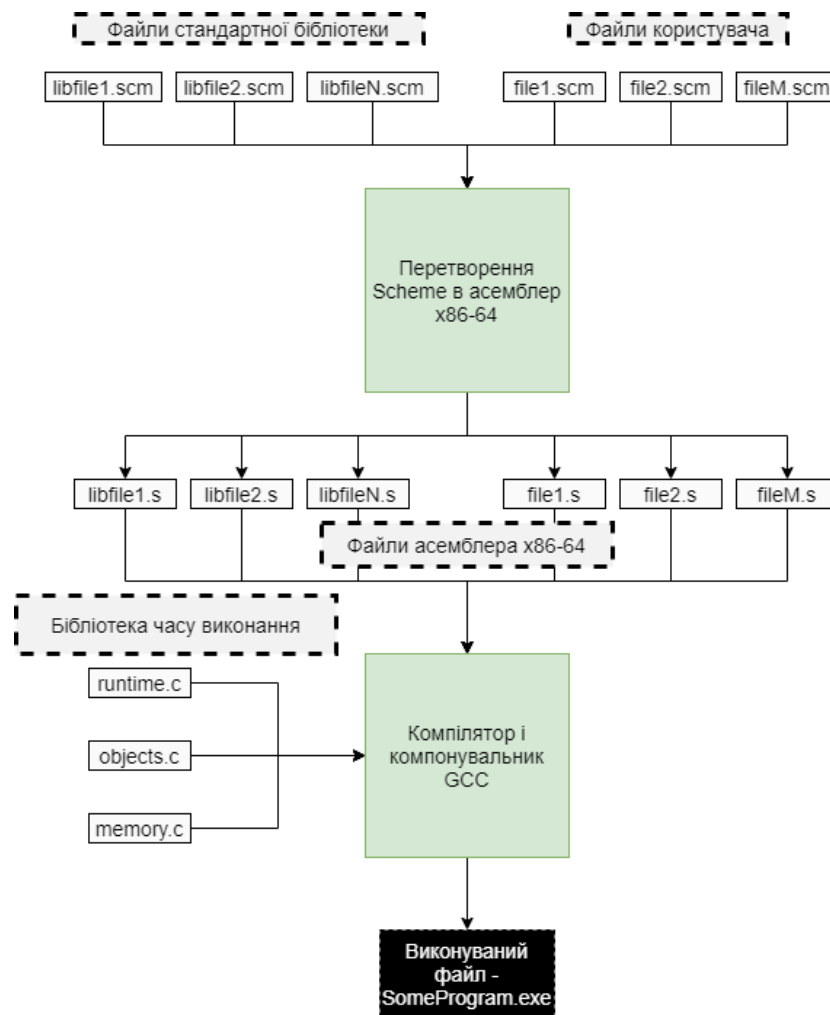 Файли стандартної бібліотеки
Файли користувача
libfile1.scm
libfile2.scm
libfileN.scm
file1.scm
file2.scm
fileM.scm
Перетворення
Scheme в асемблер
x86-64
libfile1.s
libfile2.s
libfileN.s
file1.s
file2.s
fileM.s
Файли асемблера x86-64
Бібліотека часу виконання
runtime.c
objects.c
memory.c
Компілятор і
компонувальник
GCC
Виконуваний
файл -
SomeProgram.exe